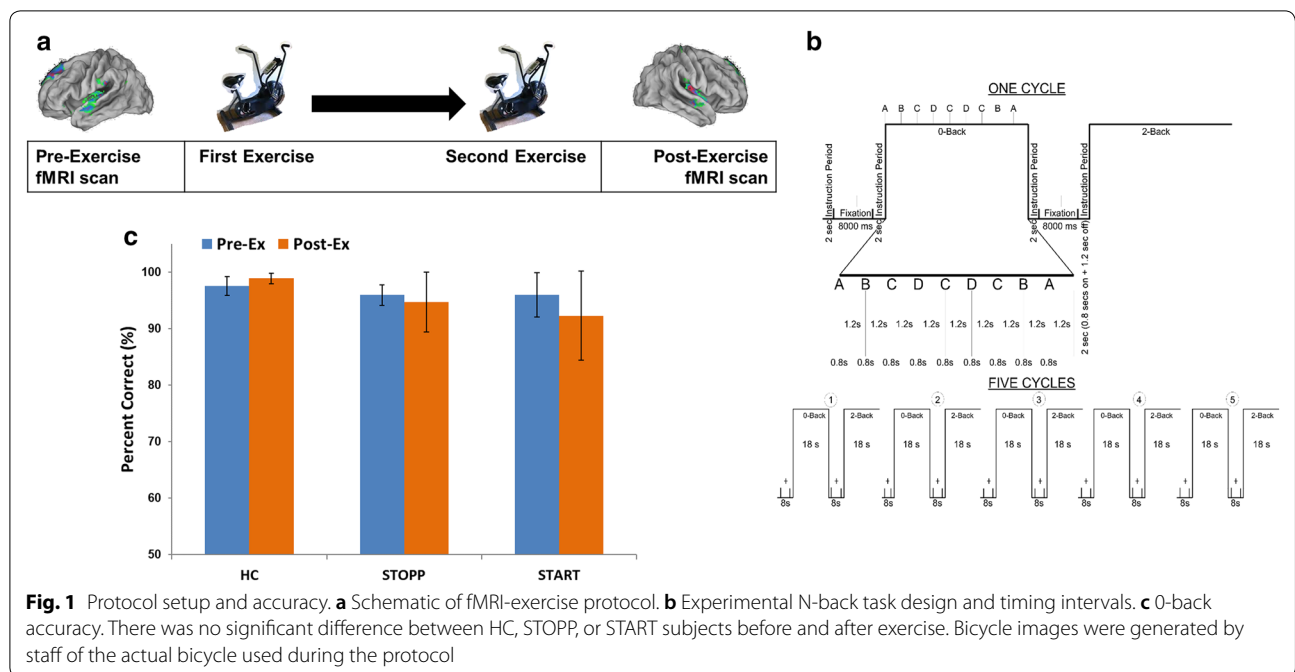 a
Pre-Exercise
fMRI scan
First Exercise
Second Exercise
Post-Exercise
fMRI scan
b
ONE CYCLE
A B C D C D C B A
0-Back
2-Back
2 sec Instruction Period
Fixation
8000 ms
2 sec Instruction Period
2 sec Instruction Period
Fixation
8000 ms
2 sec (0.8 secs on + 1.2 sec off) Instruction Period
A B C D C D C B A
1.2s 1.2s 1.2s 1.2s 1.2s 1.2s 1.2s 1.2s 1.2s
0.8s 0.8s 0.8s 0.8s 0.8s 0.8s 0.8s 0.8s 0.8s
FIVE CYCLES
1 2 3 4 5
0-Back 2-Back 0-Back 2-Back 0-Back 2-Back 0-Back 2-Back 0-Back 2-Back
18 s 18 s 18 s 18 s 18 s 18 s 18 s 18 s 18 s 18 s
+ + + + + + + + + +
8s 8s 8s 8s 8s 8s 8s 8s 8s 8s
c
Pre-Ex Post-Ex
Percent Correct (%)
100
90
80
70
60
50
HC STOPP START
Fig. 1 Protocol setup and accuracy. a Schematic of fMRI-exercise protocol. b Experimental N-back task design and timing intervals. c 0-back
accuracy. There was no significant difference between HC, STOPP, or START subjects before and after exercise. Bicycle images were generated by
staff of the actual bicycle used during the protocol